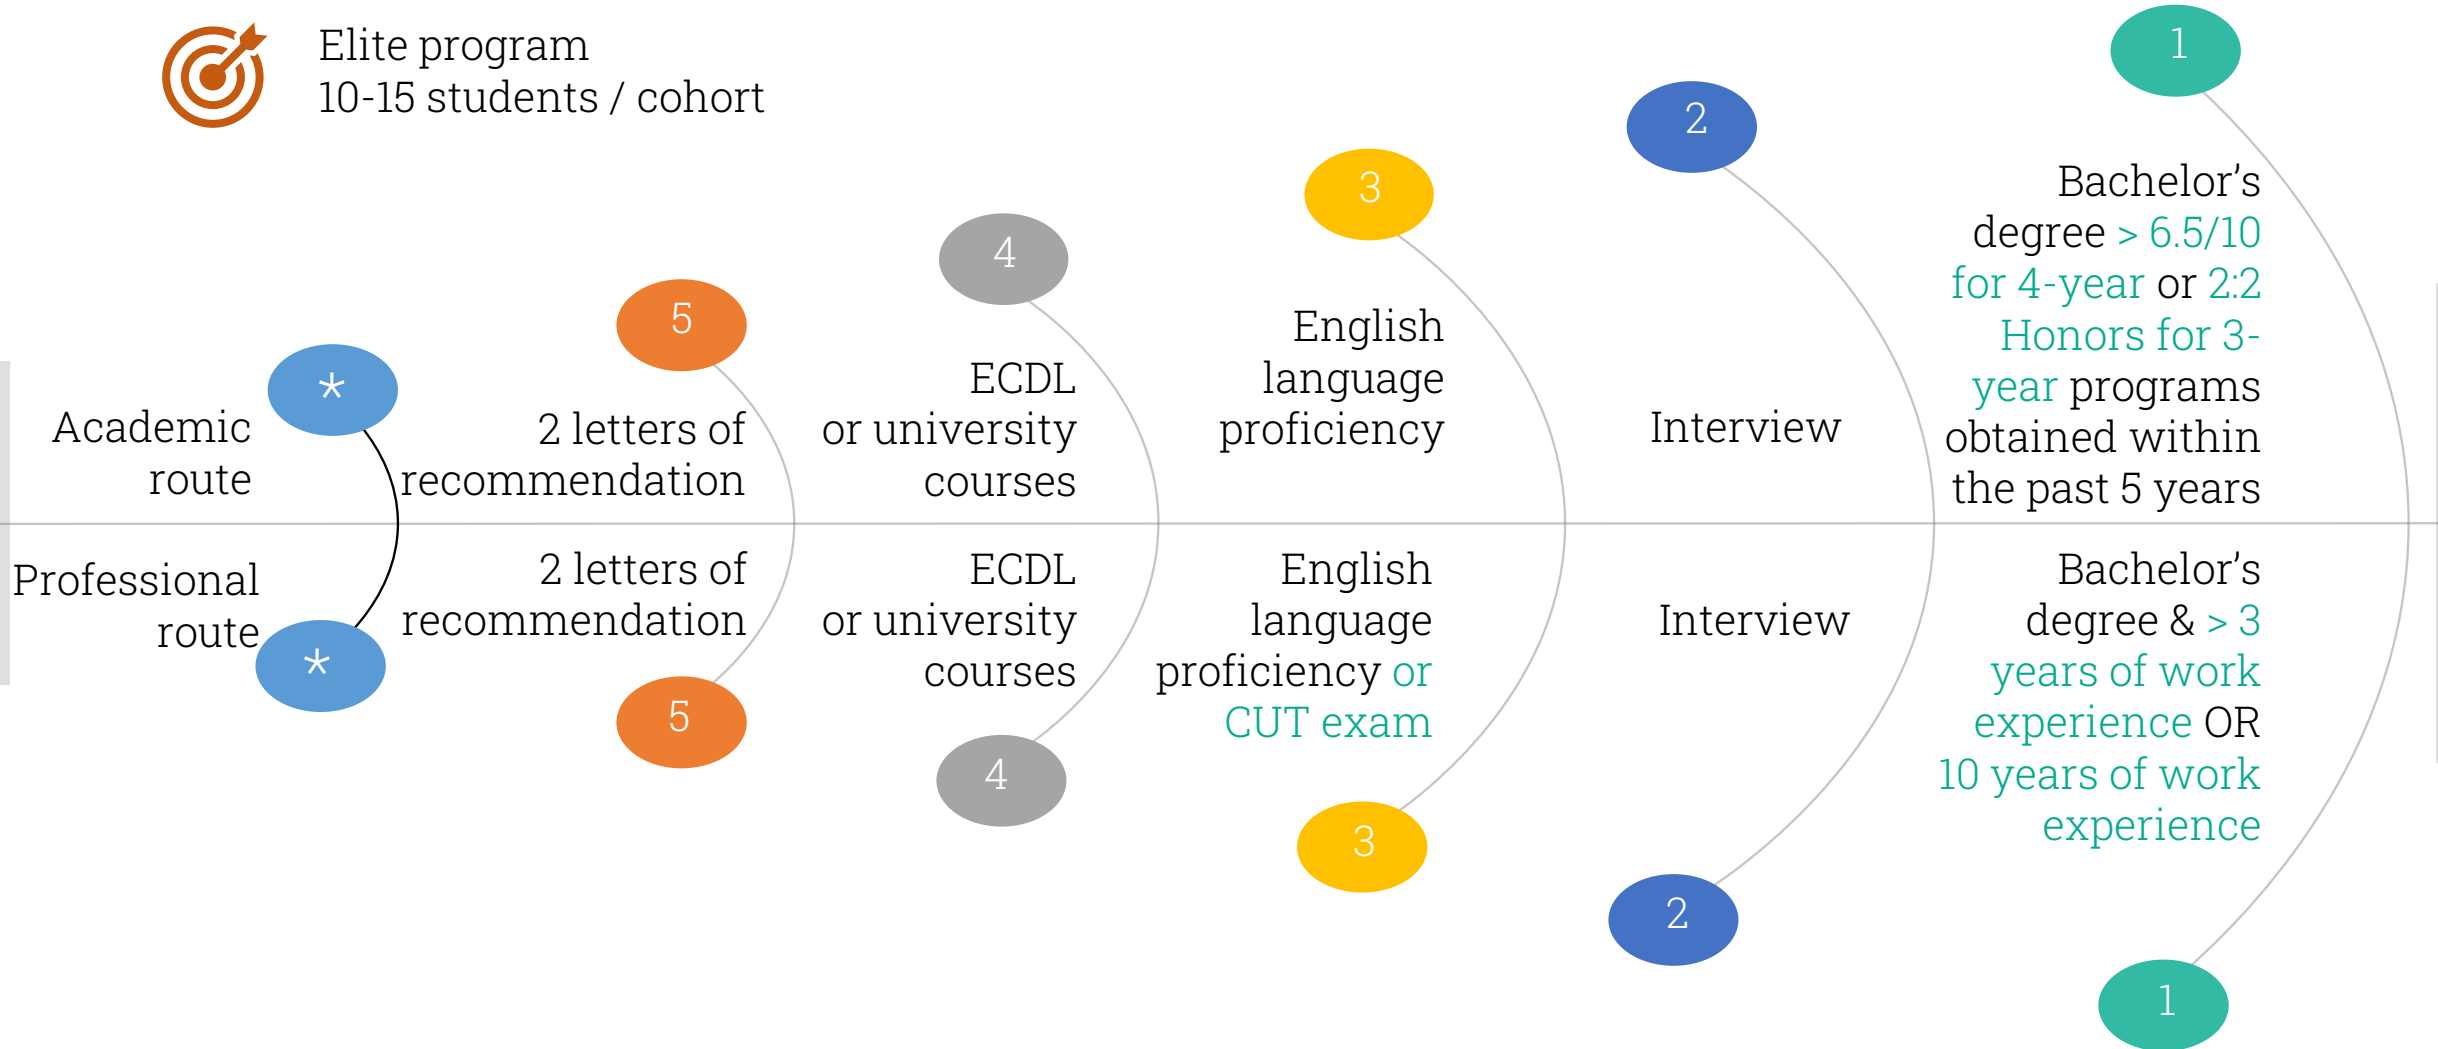 Elite program
10-15 students / cohort
*
Academic
route
5
2 letters of
recommendation
4
ECDL
or university
courses
3
English
language
proficiency
2
Interview
1
Bachelor’s
degree > 6.5/10
for 4-year or 2:2
Honors for 3-
year programs
obtained within
the past 5 years
Professional
route
*
2 letters of
recommendation
5
ECDL
or university
courses
4
English
language
proficiency or
CUT exam
3
Interview
2
Bachelor’s
degree & > 3
years of work
experience OR
10 years of work
experience
1